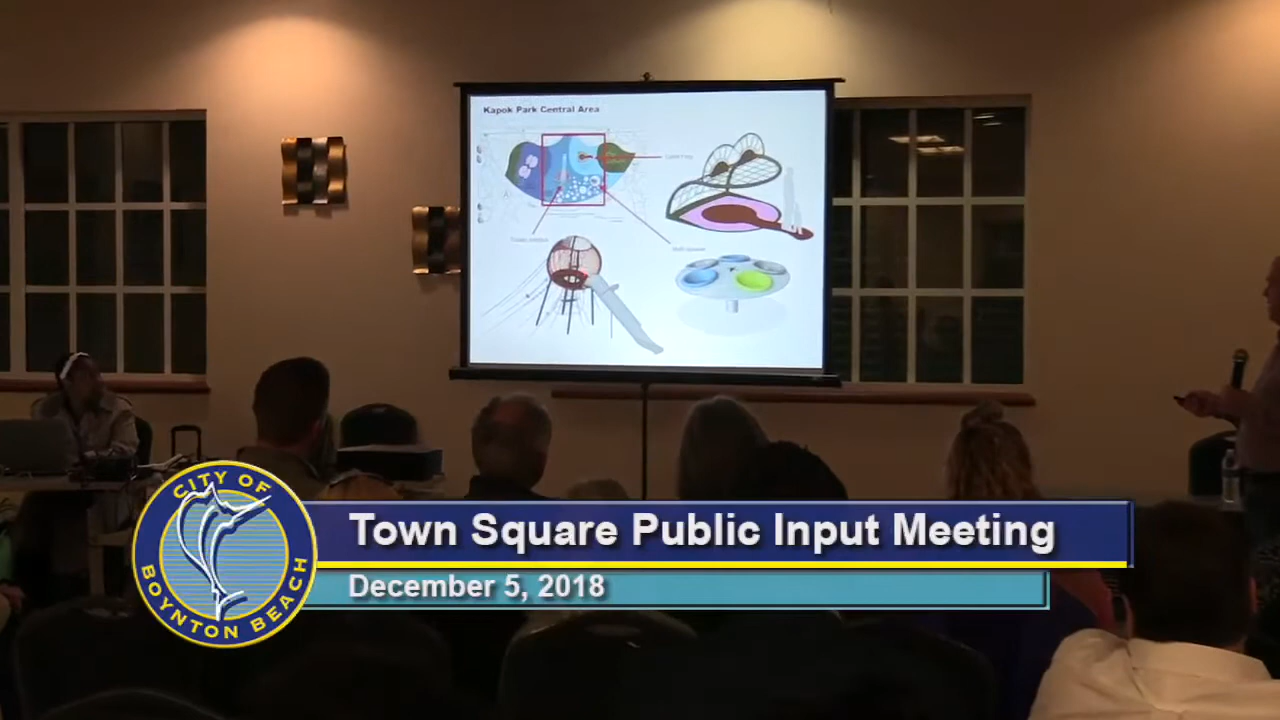 Kapok Park Central Area
CITY OF
BOYNTON BEACH
Town Square Public Input Meeting
December 5, 2018